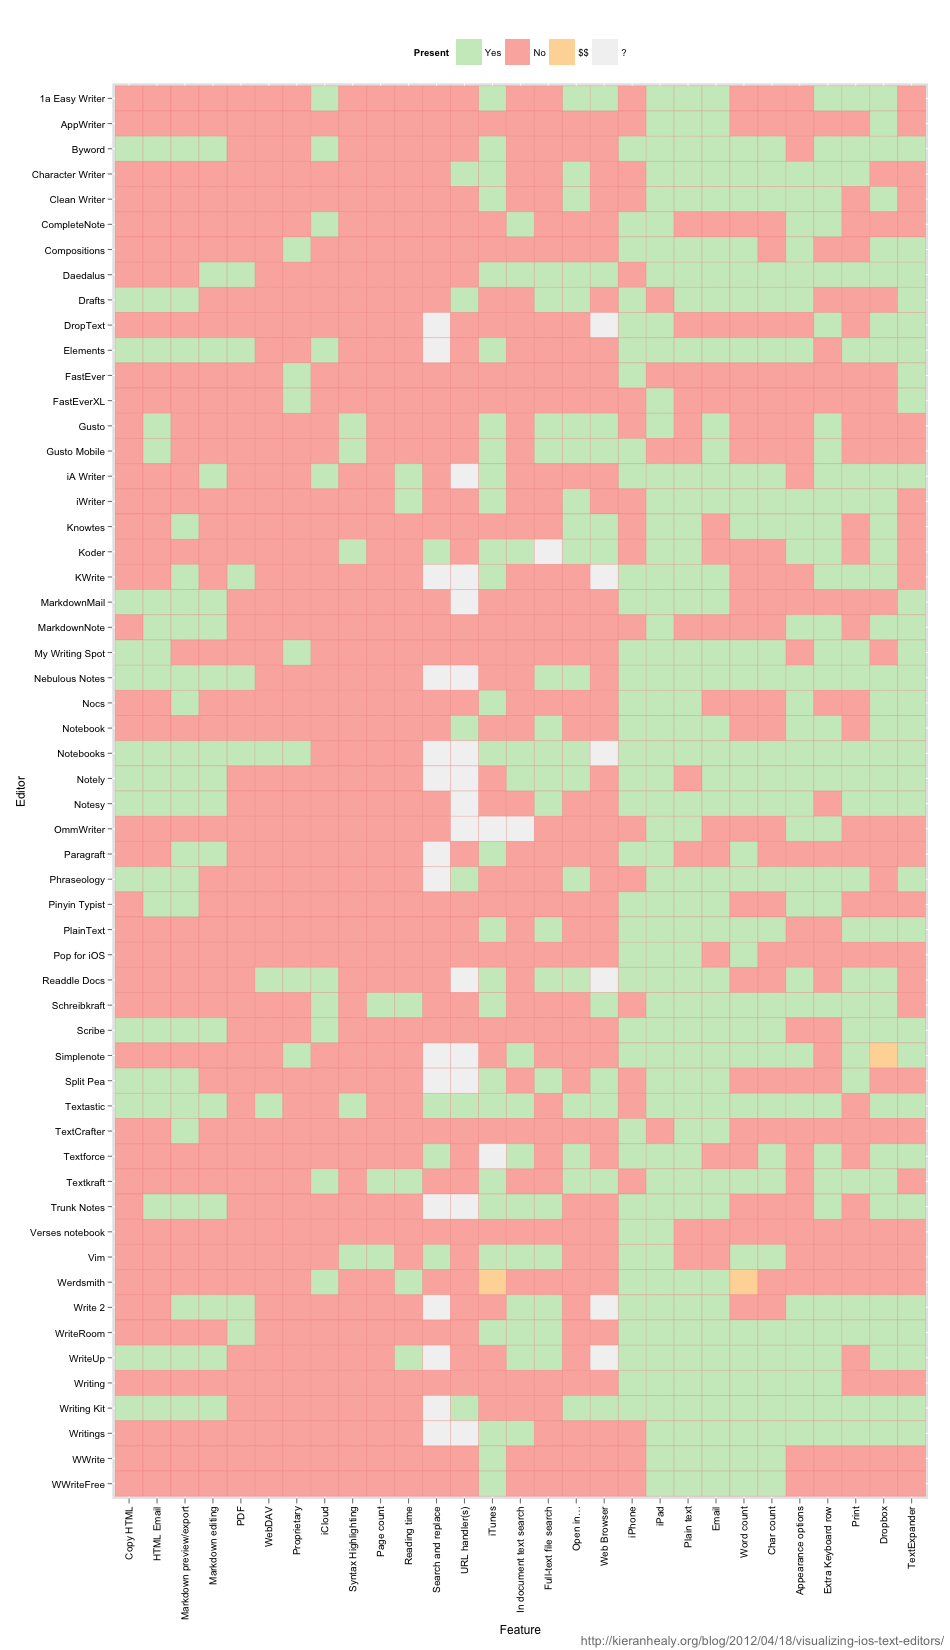 Present Yes No $$ ?
1a Easy Writer
AppWriter
Byword
Character Writer
Clean Writer
CompleteNote
Compositions
Daedalus
Drafts
DropText
Elements
FastEver
FastEverXL
Gusto
Gusto Mobile
iA Writer
iWriter
Knowtes
Koder
KWrite
MarkdownMail
MarkdownNote
My Writing Spot
Nebulous Notes
Nocs
Notebook
Notebooks
Notely
Notesy
OmmWriter
Paragraft
Phraseology
Pinyin Typist
PlainText
Pop for iOS
Readdle Docs
Schreibkraft
Scribe
Simplenote
Split Pea
Textastic
TextCrafter
Textforce
Textkraft
Trunk Notes
Verses notebook
Vim
Werdsmith
Write 2
WriteRoom
WriteUp
Writing
Writing Kit
Writings
WWrite
WWriteFree
Editor
Copy HTML
HTML Email
Markdown preview/export
Markdown editing
PDF
WebDAV
Proprietary
iCloud
Syntax Highlighting
Page count
Reading time
Search and replace
URL handler(s)
iTunes
In document text search
Full-text file search
Open in…
Web Browser
iPhone
iPad
Plain text
Email
Word count
Char count
Appearance options
Extra Keyboard row
Print
Dropbox
TextExpander
Feature
http://kieranhealy.org/blog/2012/04/18/visualizing-ios-text-editors/